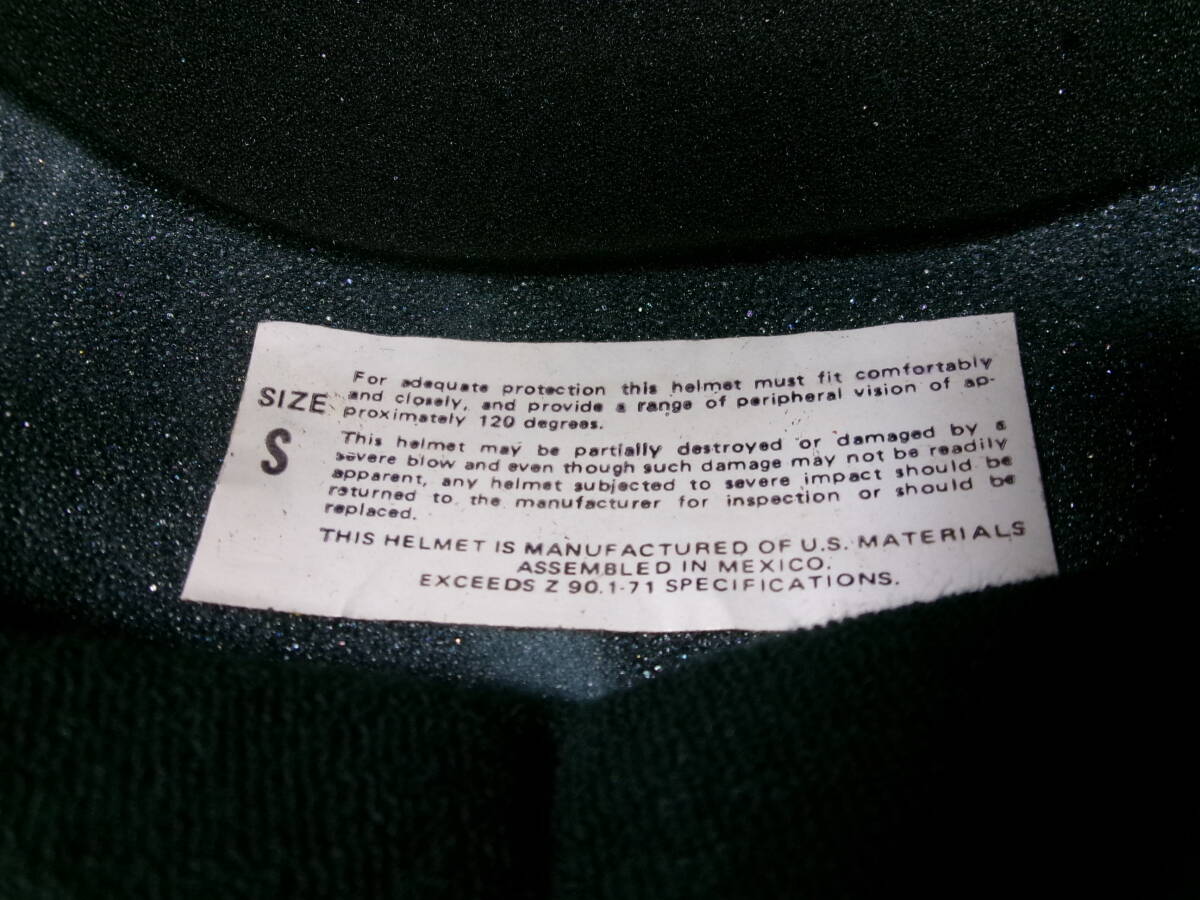 SIZE
S
For adequate protection this helmet must fit comfortably
and closely, and provide a range of peripheral vision of ap-
proximately 120 degrees.
This helmet may be partially destroyed or damaged by a
severe blow and even though such damage may not be readily
apparent, any helmet subjected to severe impact should be
returned to the manufacturer for inspection or should be
replaced.
THIS HELMET IS MANUFACTURED OF U.S. MATERIALS
ASSEMBLED IN MEXICO.
EXCEEDS Z 90.1-71 SPECIFICATIONS.